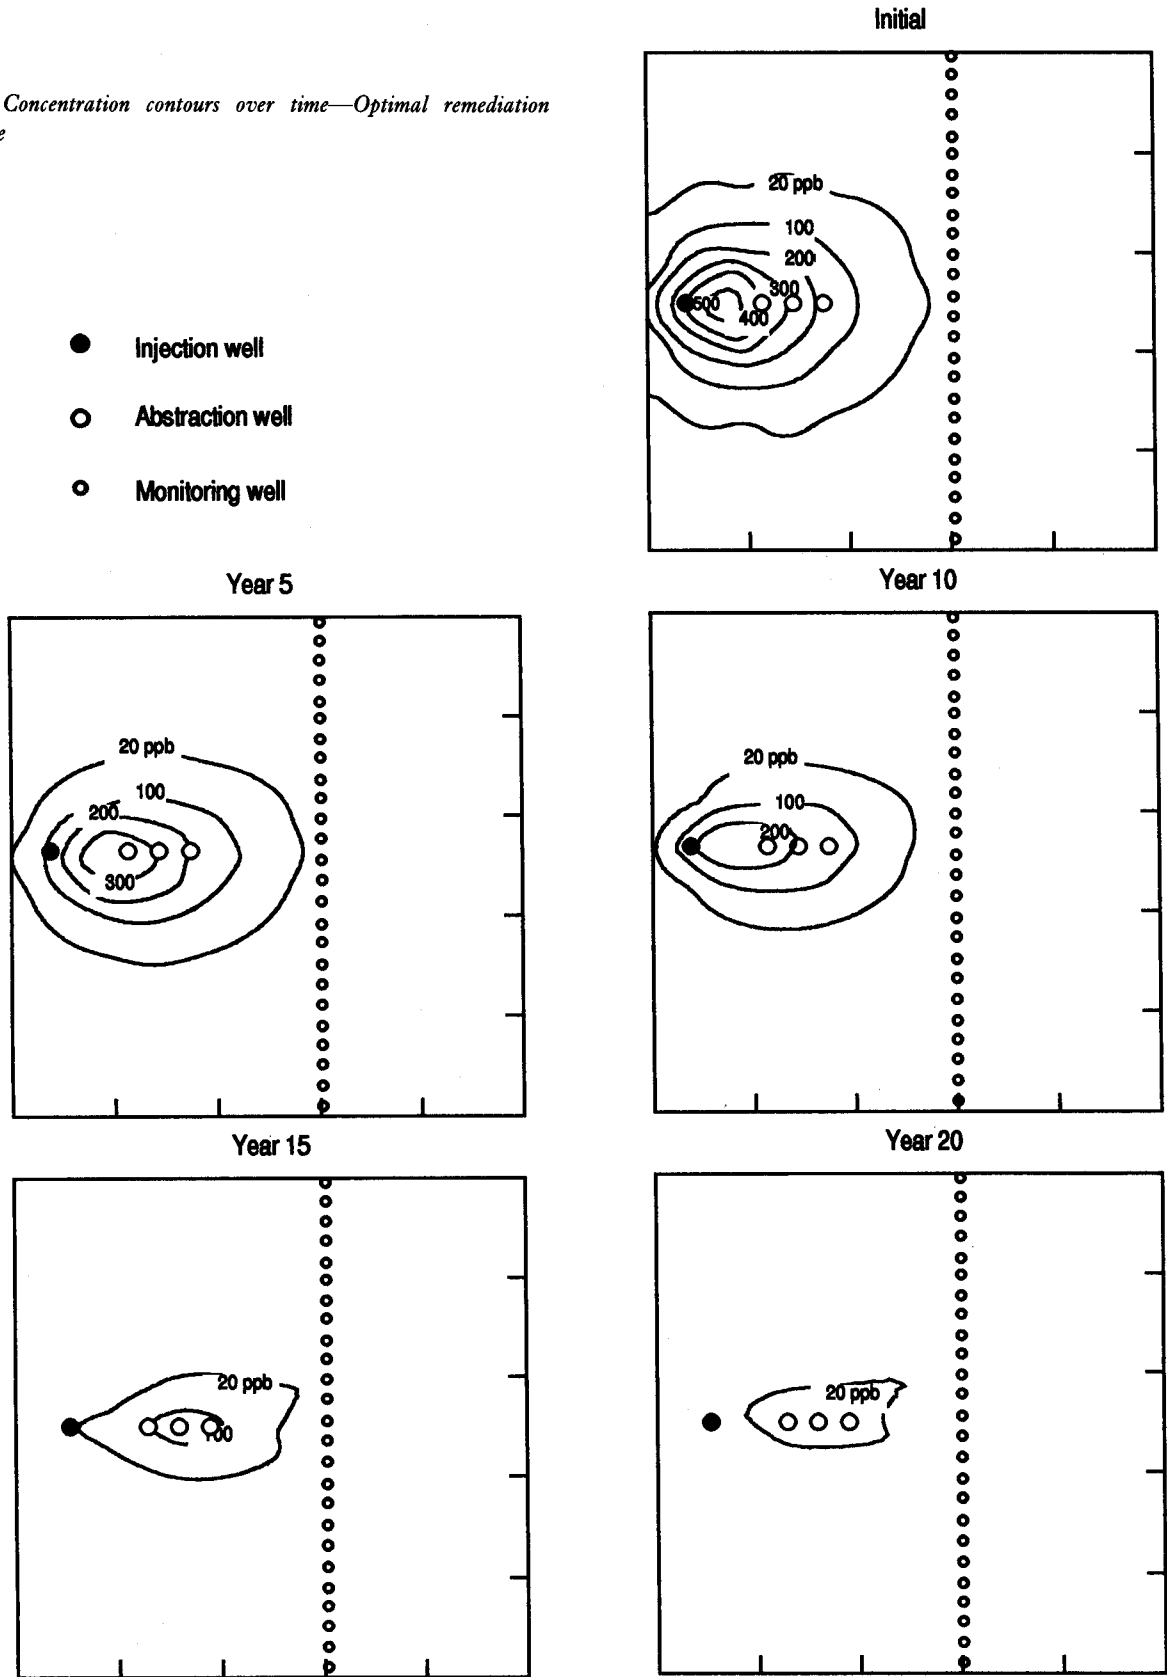 Initial
Concentration contours over time—Optimal remediation
20 ppb
100
200
300
500
400
Injection well
Abstraction well
Monitoring well
Year 5
20 ppb
100
200
300
Year 10
20 ppb
100
200
Year 15
20 ppb
100
Year 20
20 ppb